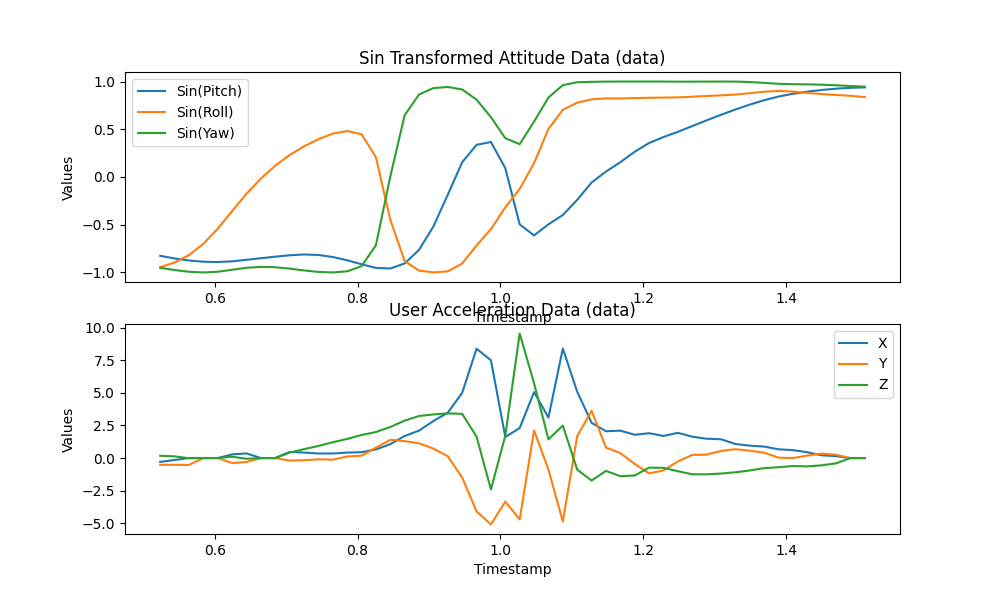 Sin Transformed Attitude Data (data)
Sin(Pitch)
Sin(Roll)
Sin(Yaw)
1.0
0.5
0.0
−0.5
−1.0
Values
0.6 0.8 1.0 1.2 1.4
Timestamp
User Acceleration Data (data)
X
Y
Z
10.0
7.5
5.0
2.5
0.0
−2.5
−5.0
Values
0.6 0.8 1.0 1.2 1.4
Timestamp